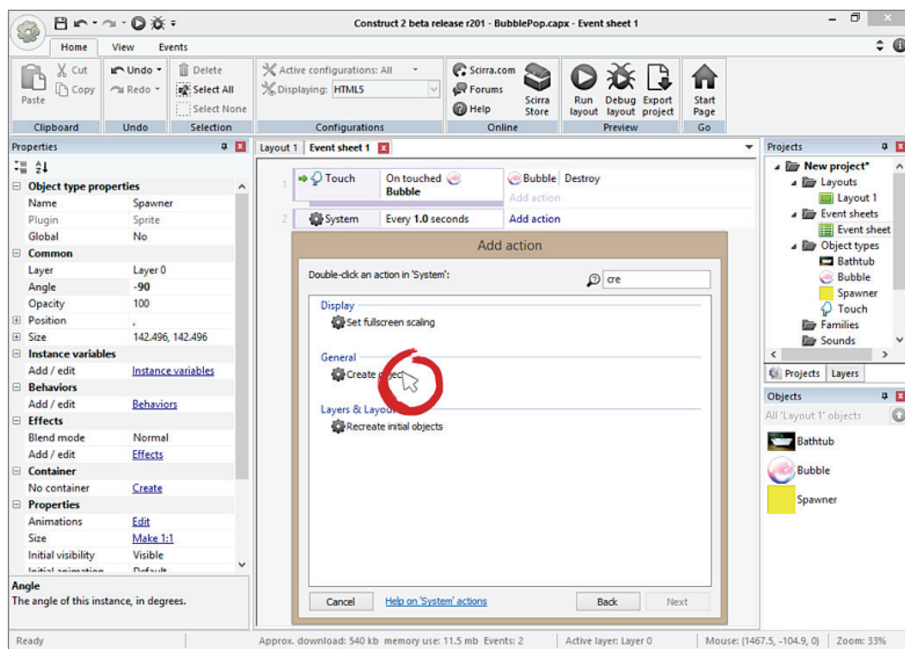 Construct 2 beta release r201 - BubblePop.capx - Event sheet 1
Home View Events
Paste
Cut
Copy
Clipboard
Undo
Redo
Undo
Delete
Select All
Select None
Selection
Active configurations: All
Displaying: HTML5
Configurations
Scirra.com
Forums
Help
Scirra Store
Online
Run layout
Debug layout
Export project
Preview
Start Page
Go
Properties
Object type properties
Name Spawner
Plugin Sprite
Global No
Common
Layer Layer 0
Angle -90
Opacity 100
Position ,
Size 142.496, 142.496
Instance variables
Add / edit Instance variables
Behaviors
Add / edit Behaviors
Effects
Blend mode Normal
Add / edit Effects
Container
No container Create
Properties
Animations Edit
Size Make 1:1
Initial visibility Visible
Initial animation Default
Angle
The angle of this instance, in degrees.
Layout 1 Event sheet 1
1 Touch On touched Bubble Bubble Destroy
Add action
2 System Every 1.0 seconds Add action
Add action
Double-click an action in 'System': cre
Display
Set fullscreen scaling
General
Create object
Layers & Layout
Recreate initial objects
Cancel Help on 'System' actions Back Next
Projects
New project*
Layouts
Layout 1
Event sheets
Event sheet
Object types
Bathtub
Bubble
Spawner
Touch
Families
Sounds
Projects Layers
Objects
All 'Layout 1' objects
Bathtub
Bubble
Spawner
Ready Approx. download: 540 kb memory use: 11.5 mb Events: 2 Active layer: Layer 0 Mouse: (1467.5, -104.9, 0) Zoom: 33%